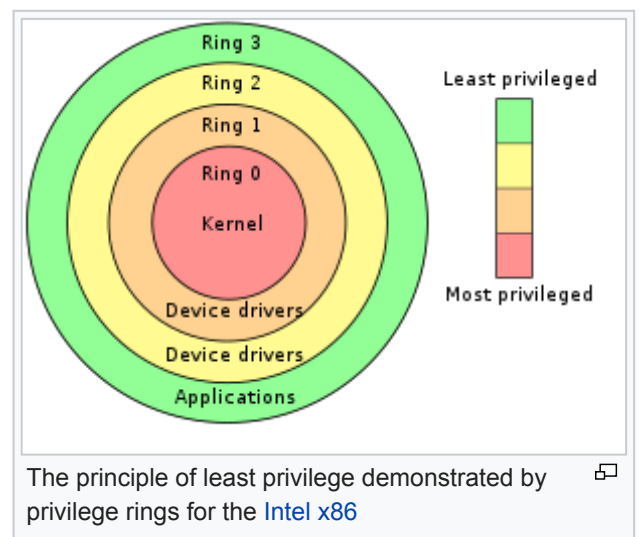 Ring 3
Ring 2
Ring 1
Ring 0
Kernel
Device drivers
Device drivers
Applications
Least privileged
Most privileged
The principle of least privilege demonstrated by
privilege rings for the Intel x86